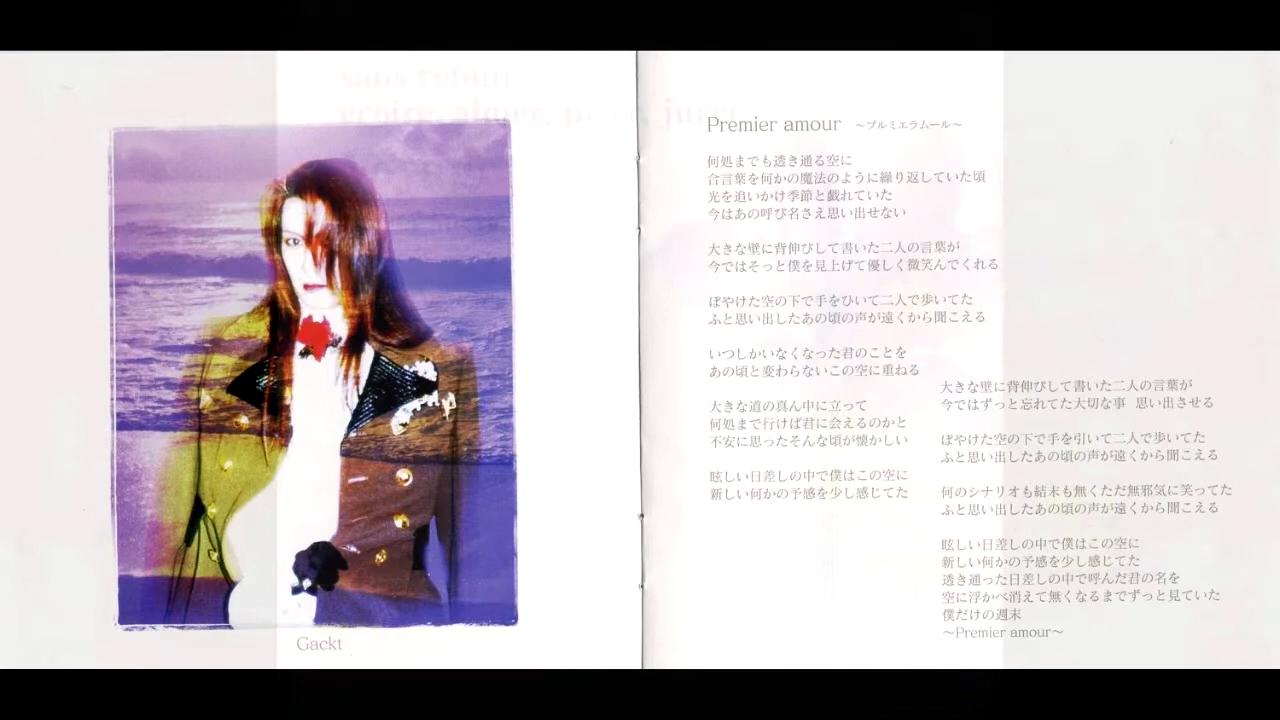 sans retour
Gackt
Premier amour ～プルミエラムール～
何処までも透き通る空に
合言葉を何かの魔法のように繰り返していた頃
光を追いかけ季節と戯れていた
今はあの呼び名さえ思い出せない
大きな壁に背伸びして書いた二人の言葉が
今ではそっと僕を見上げて優しく微笑んでくれる
ぼやけた空の下で手をひいて二人で歩いてた
ふと思い出したあの頃の声が遠くから聞こえる
いつしかいなくなった君のことを
あの頃と変わらないこの空に重ねる
大きな道の真ん中に立って
何処まで行けば君に会えるのかと
不安に思ったそんな頃が懐かしい
眩しい日差しの中で僕はこの空に
新しい何かの予感を少し感じてた
大きな壁に背伸びして書いた二人の言葉が
今ではずっと忘れてた大切な事 思い出させる
ぼやけた空の下で手を引いて二人で歩いてた
ふと思い出したあの頃の声が遠くから聞こえる
何のシナリオも結末も無くただ無邪気に笑ってた
ふと思い出したあの頃の声が遠くから聞こえる
眩しい日差しの中で僕はこの空に
新しい何かの予感を少し感じてた
透き通った日差しの中で呼んだ君の名を
空に浮かべ消えて無くなるまでずっと見ていた
僕だけの週末
～Premier amour～